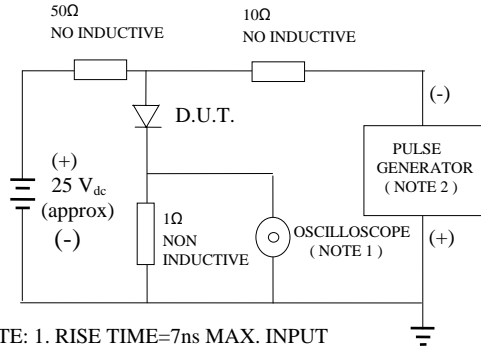 50Ω
NO INDUCTIVE
10Ω
NO INDUCTIVE
(-)
D.U.T.
PULSE
GENERATOR
( NOTE 2 )
(+)
25 Vdc
(approx)
(-)
1Ω
NON
INDUCTIVE
OSCILLOSCOPE
( NOTE 1 )
(+)
TE: 1. RISE TIME=7ns MAX. INPUT